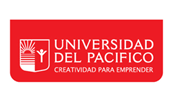 UNIVERSIDAD
DEL PACIFICO
CREATIVIDAD PARA EMPRENDER